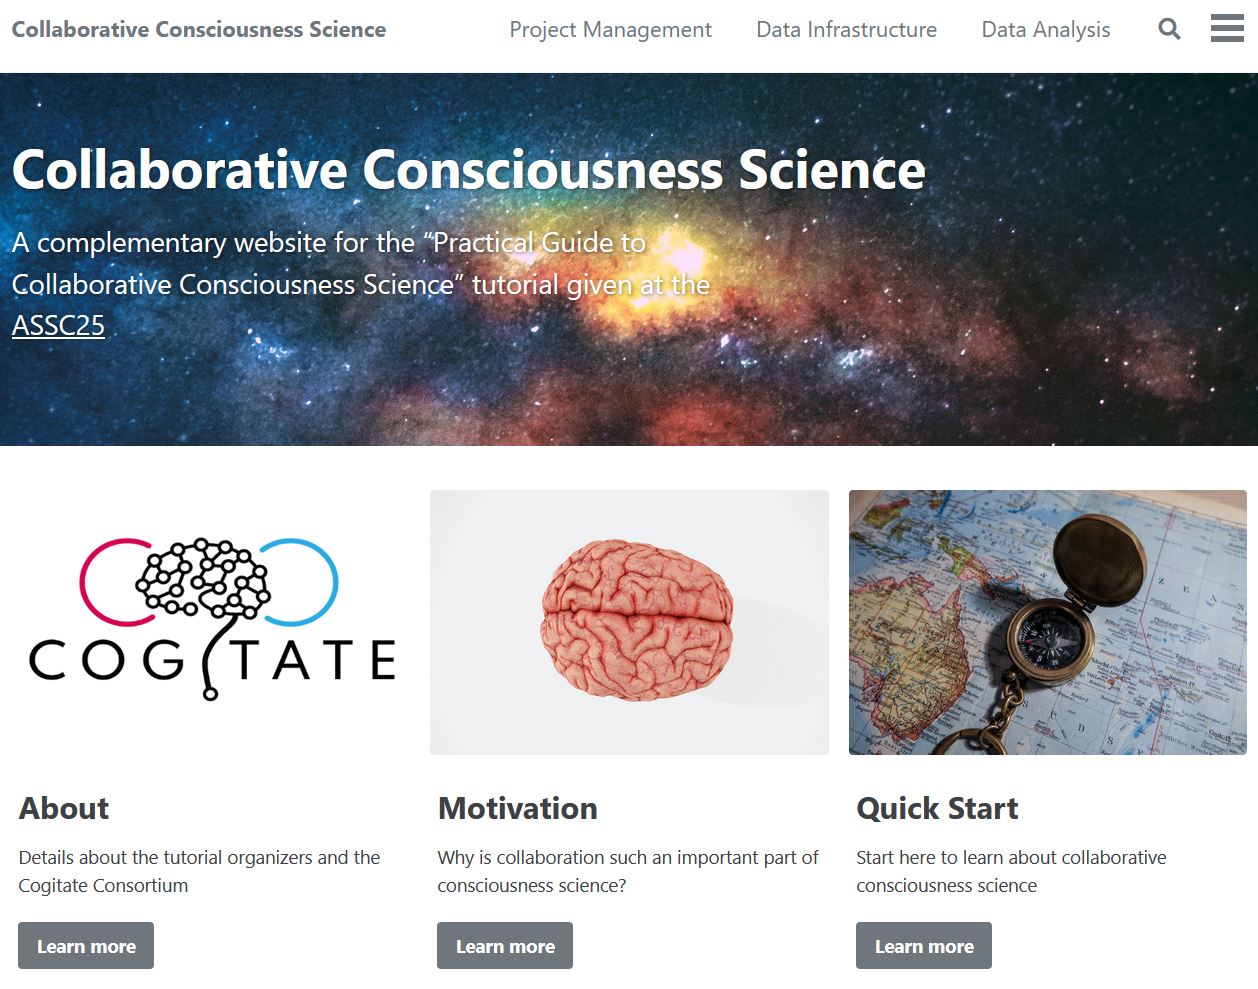 Collaborative Consciousness Science
Project Management
Data Infrastructure
Data Analysis
Collaborative Consciousness Science
A complementary website for the “Practical Guide to
Collaborative Consciousness Science” tutorial given at the
ASSC25
COGITATE
About
Details about the tutorial organizers and the
Cogitate Consortium
Learn more
Motivation
Why is collaboration such an important part of
consciousness science?
Learn more
Quick Start
Start here to learn about collaborative
consciousness science
Learn more